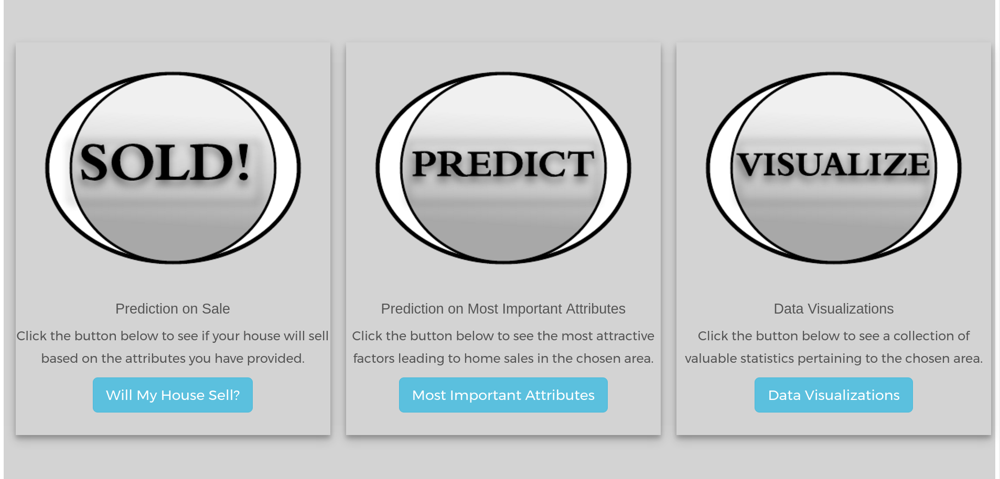 SOLD!
Prediction on Sale
Click the button below to see if your house will sell
based on the attributes you have provided.
Will My House Sell?
PREDICT
Prediction on Most Important Attributes
Click the button below to see the most attractive
factors leading to home sales in the chosen area.
Most Important Attributes
VISUALIZE
Data Visualizations
Click the button below to see a collection of
valuable statistics pertaining to the chosen area.
Data Visualizations